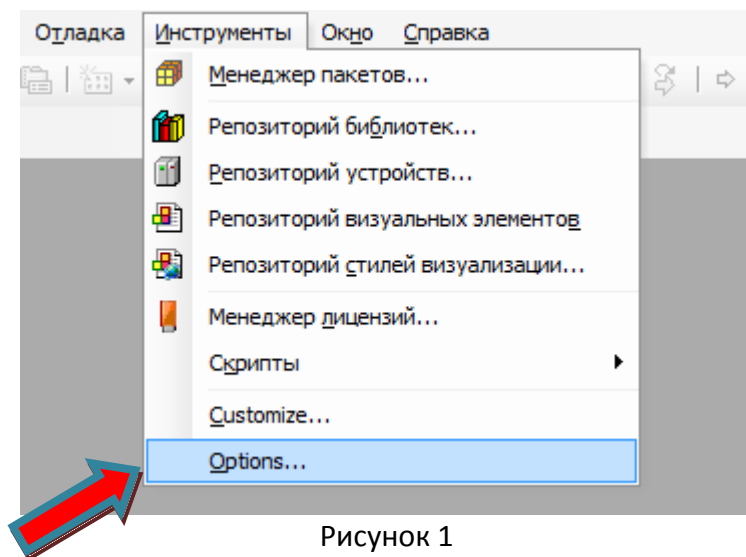 Отладка Инструменты Окно Справка
Менеджер пакетов...
Репозиторий библиотек...
Репозиторий устройств...
Репозиторий визуальных элементов
Репозиторий стилей визуализации...
Менеджер лицензий...
Скрипты
Customize...
Options...
Рисунок 1